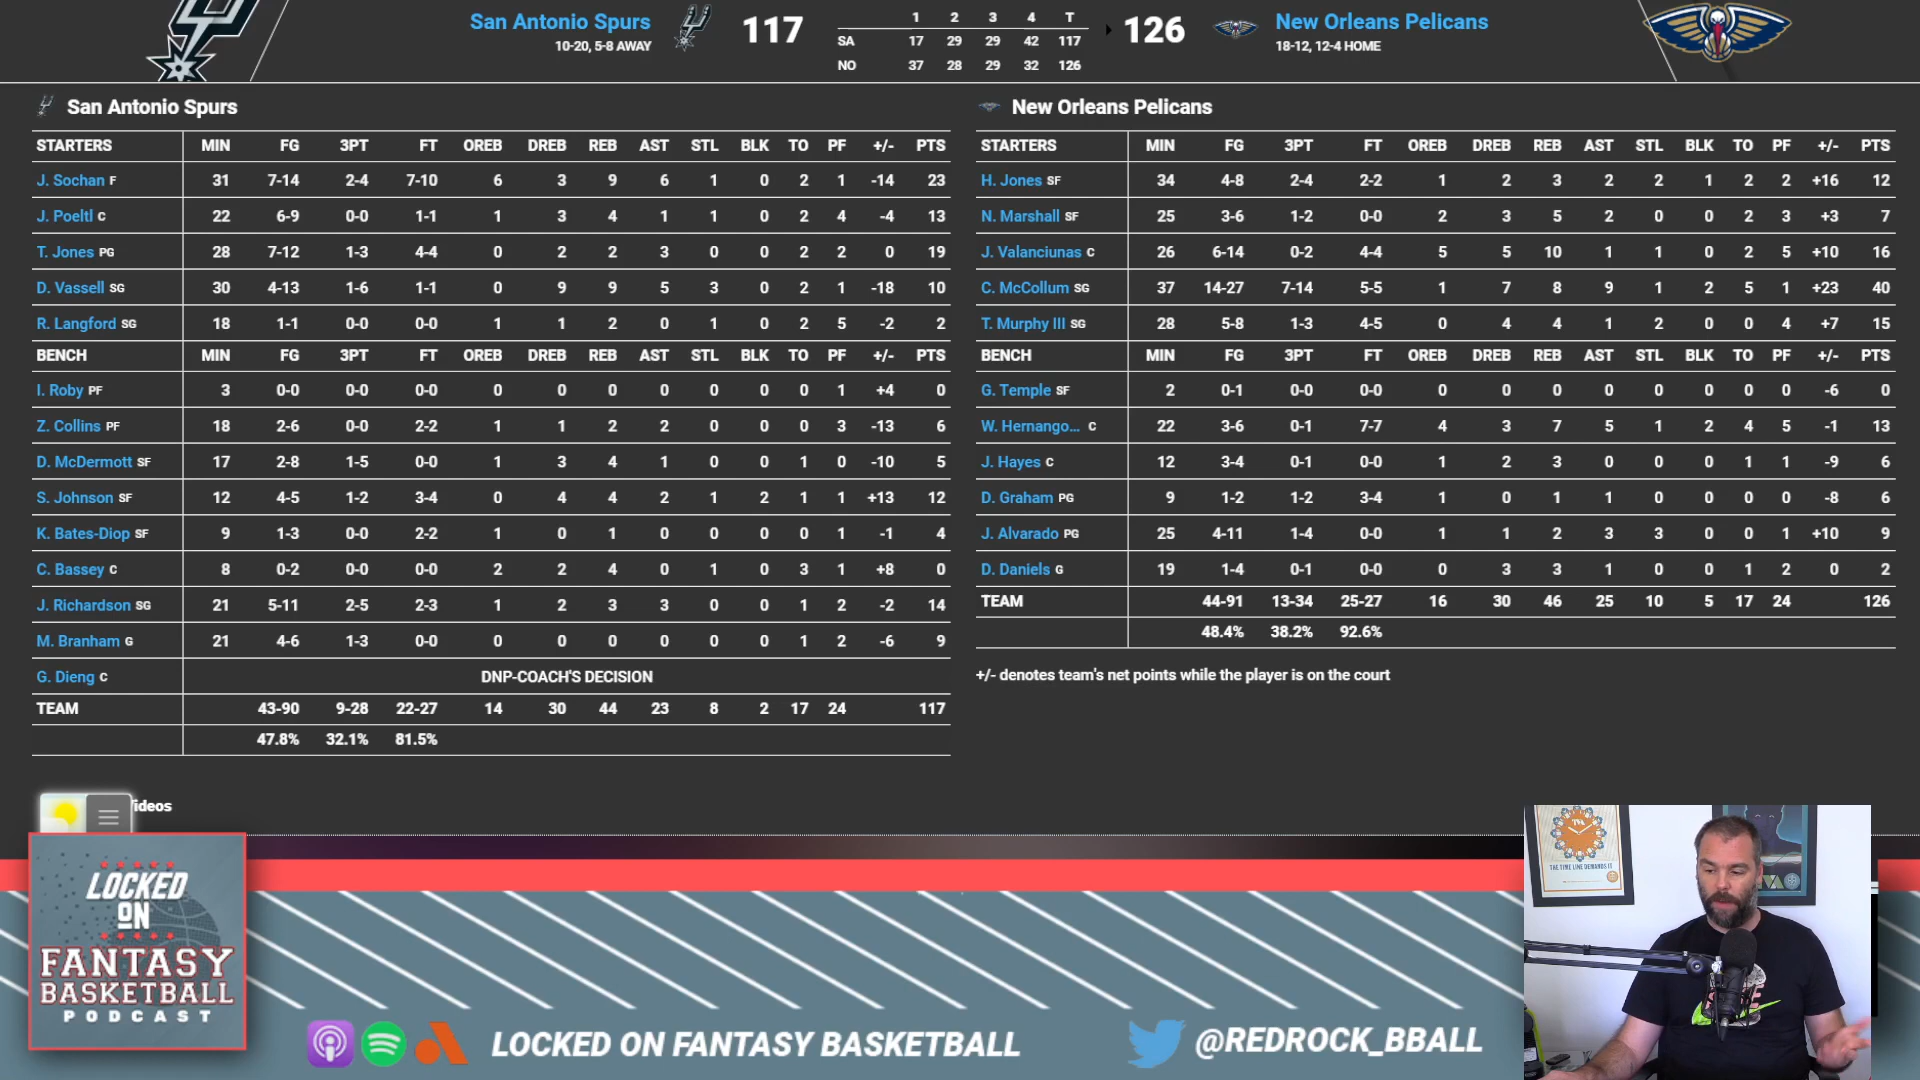 San Antonio Spurs
10-20, 5-8 AWAY
117
1 2 3 4 T
SA 17 29 29 42 117
NO 37 28 29 32 126
126
New Orleans Pelicans
18-12, 12-4 HOME
San Antonio Spurs
STARTERS MIN FG 3PT FT OREB DREB REB AST STL BLK TO PF +/- PTS
J. Sochan F 31 7-14 2-4 7-10 6 3 9 6 1 0 2 1 -14 23
J. Poeltl C 22 6-9 0-0 1-1 1 3 4 1 1 0 2 4 -4 13
T. Jones PG 28 7-12 1-3 4-4 0 2 2 3 0 0 2 2 0 19
D. Vassell SG 30 4-13 1-6 1-1 0 9 9 5 3 0 2 1 -18 10
R. Langford SG 18 1-1 0-0 0-0 1 1 2 0 1 0 2 5 -2 2
BENCH MIN FG 3PT FT OREB DREB REB AST STL BLK TO PF +/- PTS
I. Roby PF 3 0-0 0-0 0-0 0 0 0 0 0 0 0 1 +4 0
Z. Collins PF 18 2-6 0-0 2-2 1 1 2 2 0 0 0 3 -13 6
D. McDermott SF 17 2-8 1-5 0-0 1 3 4 1 0 0 1 0 -10 5
S. Johnson SF 12 4-5 1-2 3-4 0 4 4 2 1 2 1 1 +13 12
K. Bates-Diop SF 9 1-3 0-0 2-2 1 0 1 0 0 0 0 1 -1 4
C. Bassey C 8 0-2 0-0 0-0 2 2 4 0 1 0 3 1 +8 0
J. Richardson SG 21 5-11 2-5 2-3 1 2 3 3 0 0 1 2 -2 14
M. Branham G 21 4-6 1-3 0-0 0 0 0 0 0 0 1 2 -6 9
G. Dieng C DNP-COACH'S DECISION
TEAM 43-90 9-28 22-27 14 30 44 23 8 2 17 24 117
47.8% 32.1% 81.5%
New Orleans Pelicans
STARTERS MIN FG 3PT FT OREB DREB REB AST STL BLK TO PF +/- PTS
H. Jones SF 34 4-8 2-4 2-2 1 2 3 2 2 1 2 2 +16 12
N. Marshall SF 25 3-6 1-2 0-0 2 3 5 2 0 0 2 3 +3 7
J. Valanciunas C 26 6-14 0-2 4-4 5 5 10 1 1 0 2 5 +10 16
C. McCollum SG 37 14-27 7-14 5-5 1 7 8 9 1 2 5 1 +23 40
T. Murphy III SG 28 5-8 1-3 4-5 0 4 4 1 2 0 0 4 +7 15
BENCH MIN FG 3PT FT OREB DREB REB AST STL BLK TO PF +/- PTS
G. Temple SF 2 0-1 0-0 0-0 0 0 0 0 0 0 0 0 -6 0
W. Hernango... C 22 3-6 0-1 7-7 4 3 7 5 1 2 4 5 -1 13
J. Hayes C 12 3-4 0-1 0-0 1 2 3 0 0 0 1 1 -9 6
D. Graham PG 9 1-2 1-2 3-4 1 0 1 1 0 0 0 0 -8 6
J. Alvarado PG 25 4-11 1-4 0-0 1 1 2 3 3 0 0 1 +10 9
D. Daniels G 19 1-4 0-1 0-0 0 3 3 1 0 0 1 2 0 2
TEAM 44-91 13-34 25-27 16 30 46 25 10 5 17 24 126
48.4% 38.2% 92.6%
+/- denotes team's net points while the player is on the court
ideos
THE TIME LINE DEMANDS IT
LOCKED
ON
FANTASY
BASKETBALL
PODCAST
LOCKED ON FANTASY BASKETBALL
@REDROCK_BBALL